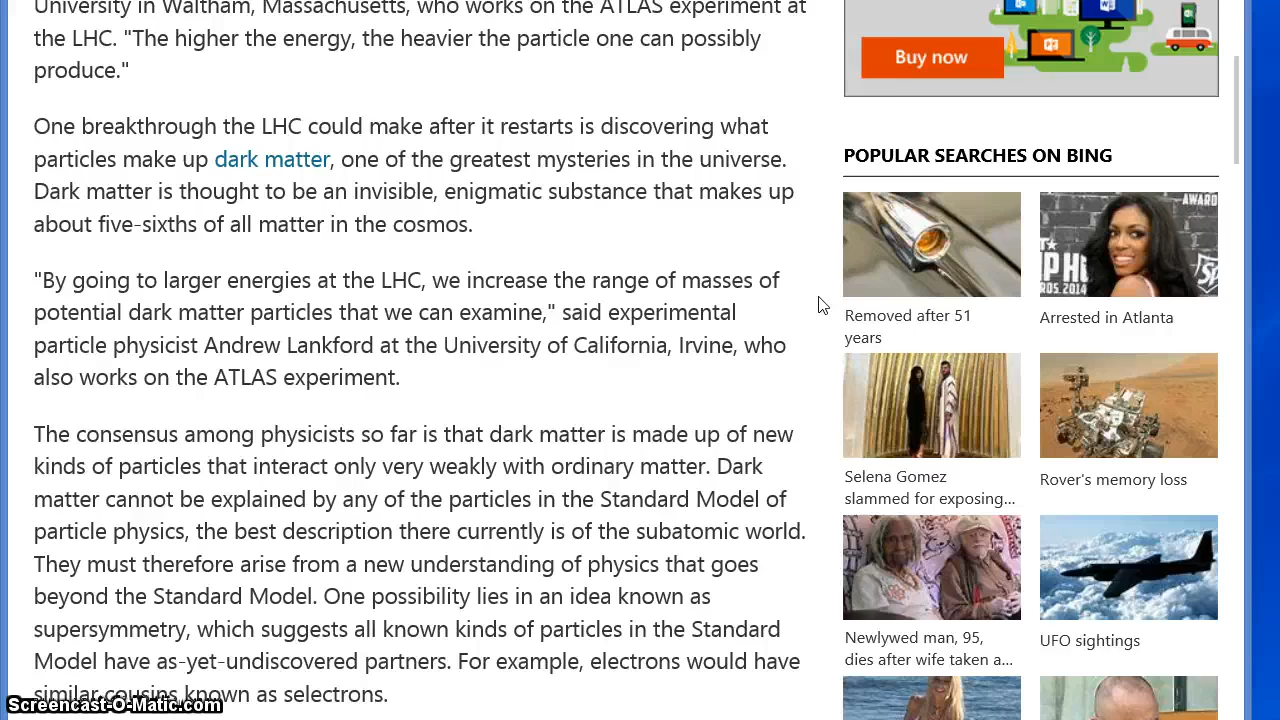 University in Waltham, Massachusetts, who works on the ATLAS experiment at
the LHC. "The higher the energy, the heavier the particle one can possibly
produce."
One breakthrough the LHC could make after it restarts is discovering what
particles make up dark matter, one of the greatest mysteries in the universe.
Dark matter is thought to be an invisible, enigmatic substance that makes up
about five-sixths of all matter in the cosmos.
"By going to larger energies at the LHC, we increase the range of masses of
potential dark matter particles that we can examine," said experimental
particle physicist Andrew Lankford at the University of California, Irvine, who
also works on the ATLAS experiment.
The consensus among physicists so far is that dark matter is made up of new
kinds of particles that interact only very weakly with ordinary matter. Dark
matter cannot be explained by any of the particles in the Standard Model of
particle physics, the best description there currently is of the subatomic world.
They must therefore arise from a new understanding of physics that goes
beyond the Standard Model. One possibility lies in an idea known as
supersymmetry, which suggests all known kinds of particles in the Standard
Model have as-yet-undiscovered partners. For example, electrons would have
similar cousins known as selectrons.
Screencast-O-Matic.com
Buy now
POPULAR SEARCHES ON BING
AWARD
RDS.2014
Removed after 51
years
Arrested in Atlanta
Selena Gomez
slammed for exposing...
Rover's memory loss
Newlywed man, 95,
dies after wife taken a...
UFO sightings